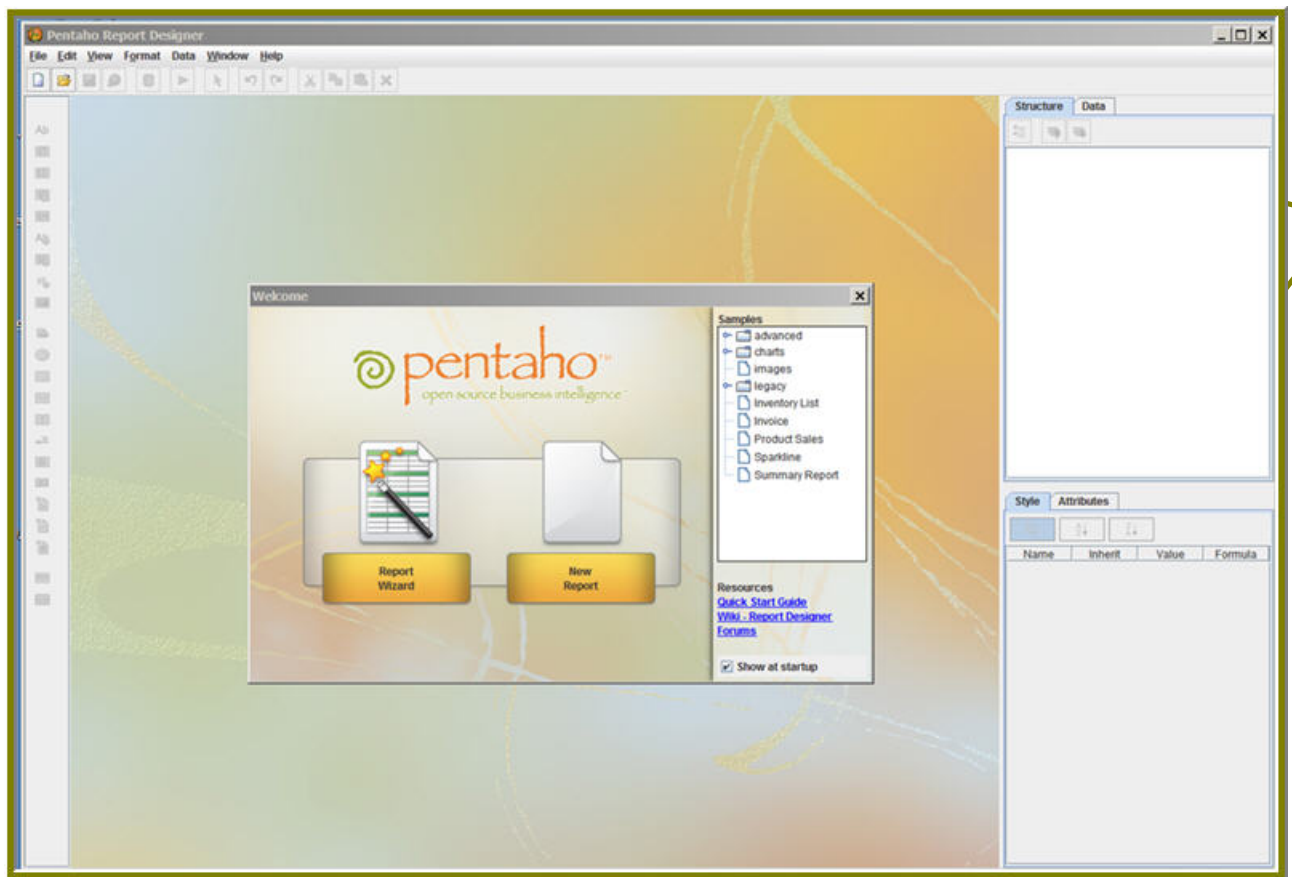 Pentaho Report Designer
File Edit View Format Data Window Help
Structure Data
Ab
Welcome
Samples
pentaho™
open source business intelligence
advanced
charts
images
legacy
Inventory List
Invoice
Product Sales
Sparkline
Summary Report
Report
Wizard
New
Report
Resources
Quick Start Guide
Wiki - Report Designer
Forums
Show at startup
Style Attributes
Name Inherit Value Formula